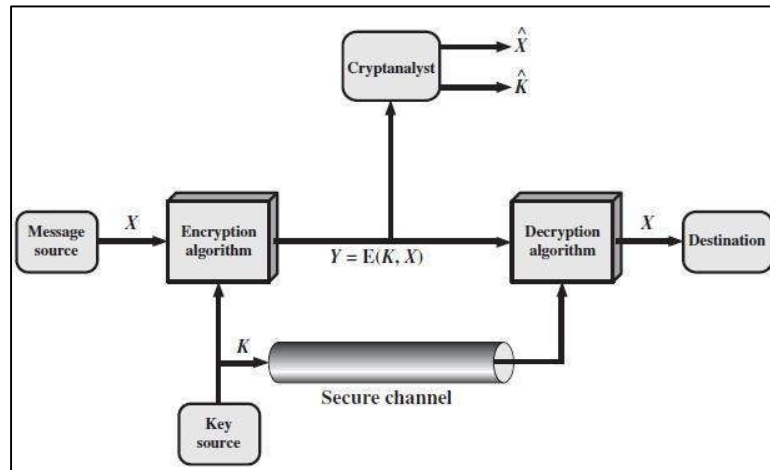 Cryptanalyst
X̂
K̂
Message
source
X
Encryption
algorithm
Y = E(K, X)
Decryption
algorithm
X
Destination
K
Secure channel
Key
source